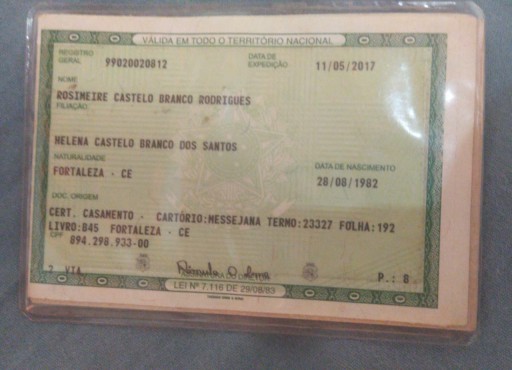 VÁLIDA EM TODO O TERRITÓRIO NACIONAL
REGISTRO GERAL 99020020812 DATA DE EXPEDIÇÃO 11/05/2017
NOME
ROSIMEIRE CASTELO BRANCO RODRIGUES
FILIAÇÃO
HELENA CASTELO BRANCO DOS SANTOS
NATURALIDADE DATA DE NASCIMENTO
FORTALEZA - CE 28/08/1982
DOC. ORIGEM
CERT. CASAMENTO - CARTÓRIO:MESSEJANA TERMO:23327 FOLHA:192
LIVRO:B45 FORTALEZA - CE
CPF 894.298.933-00
2 VIA P.: 8
LEI Nº 7.116 DE 29/08/83